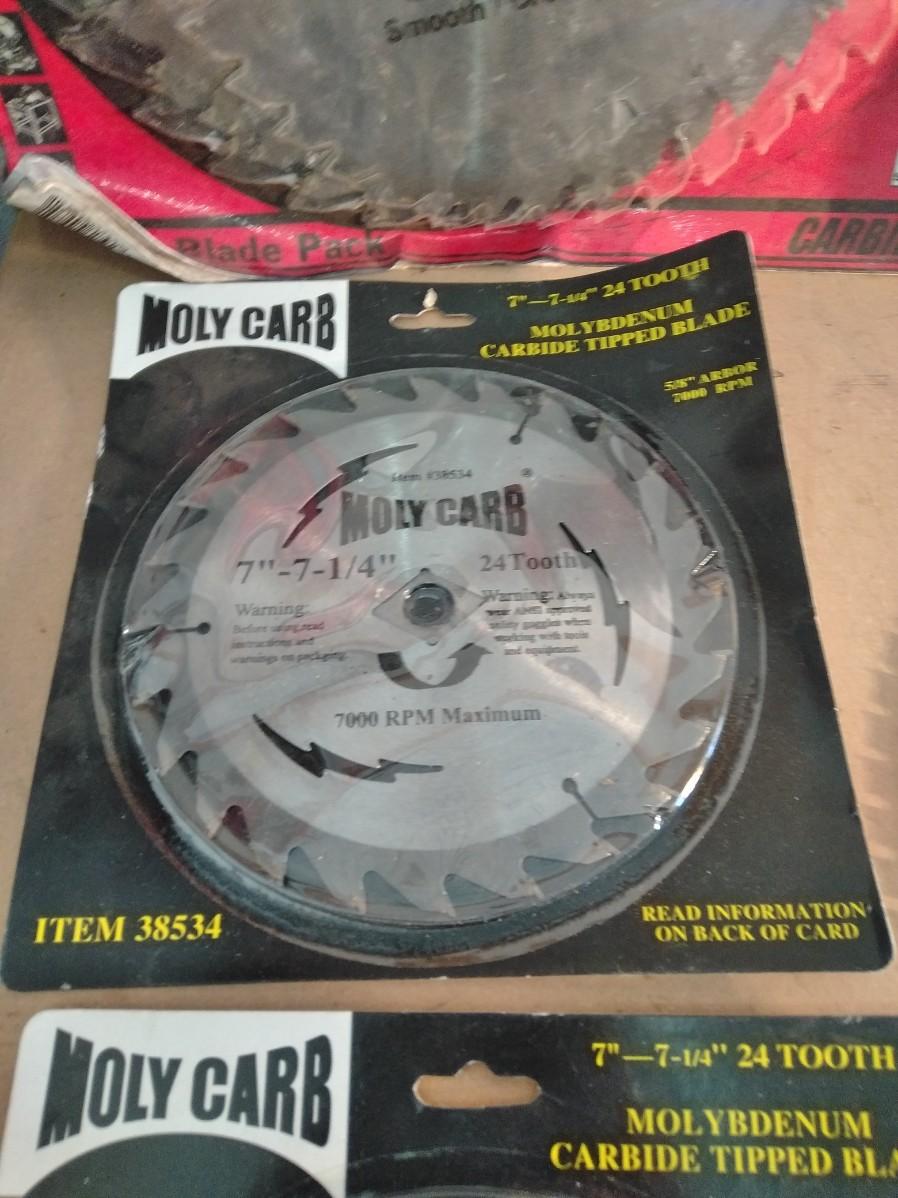 Smooth /
Blade Pack
MOLY CARB
7"—7-1/4" 24 TOOTH
MOLYBDENUM
CARBIDE TIPPED BLADE
5/8" ARBOR
7000 RPM
Item #38534
®
MOLY CARB
7"-7-1/4"
24 Tooth
Warning:
Before using,read
instructions and
warnings on packaging.
Warning: Always
wear ANSI approved
safety goggles when
working with tools
and equipment.
7000 RPM Maximum
ITEM 38534
READ INFORMATION
ON BACK OF CARD
MOLY CARB
7"—7-1/4" 24 TOOTH
MOLYBDENUM
CARBIDE TIPPED